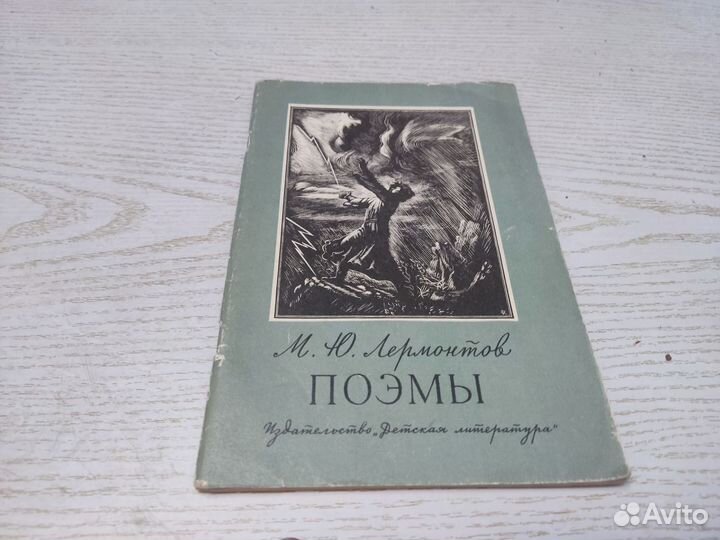 М. Ю. Лермонтов
ПОЭМЫ
Издательство „Детская литература"
Avito